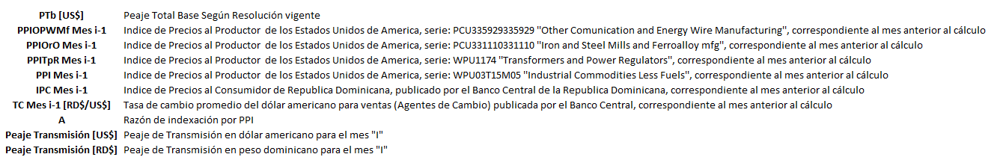 PTb [US$] Peaje Total Base Según Resolución vigente
PPIOPWMf Mes i-1 Indice de Precios al Productor de los Estados Unidos de America, serie: PCU335929335929 "Other Comunication and Energy Wire Manufacturing", correspondiente al mes anterior al cálculo
PPIOrO Mes i-1 Indice de Precios al Productor de los Estados Unidos de America, serie: PCU331110331110 "Iron and Steel Mills and Ferroalloy mfg", correspondiente al mes anterior al cálculo
PPITpR Mes i-1 Indice de Precios al Productor de los Estados Unidos de America, serie: WPU1174 "Transformers and Power Regulators", correspondiente al mes anterior al cálculo
PPI Mes i-1 Indice de Precios al Productor de los Estados Unidos de America, serie: WPU03T15M05 "Industrial Commodities Less Fuels", correspondiente al mes anterior al cálculo
IPC Mes i-1 Indice de Precios al Consumidor de Republica Dominicana, publicado por el Banco Central de la Republica Dominicana, correspondiente al mes anterior al cálculo
TC Mes i-1 [RD$/US$] Tasa de cambio promedio del dólar americano para ventas (Agentes de Cambio) publicada por el Banco Central, correspondiente al mes anterior al cálculo
A Razón de indexación por PPI
Peaje Transmisión [US$] Peaje de Transmisión en dólar americano para el mes "I"
Peaje Transmisión [RD$] Peaje de Transmisión en peso dominicano para el mes "I"